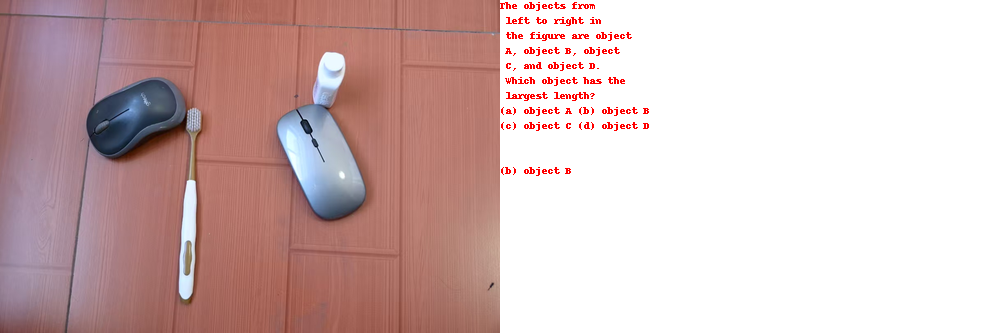 The objects from
left to right in
the figure are object
A, object B, object
C, and object D.
Which object has the
largest length?
(a) object A (b) object B
(c) object C (d) object D
(b) object B